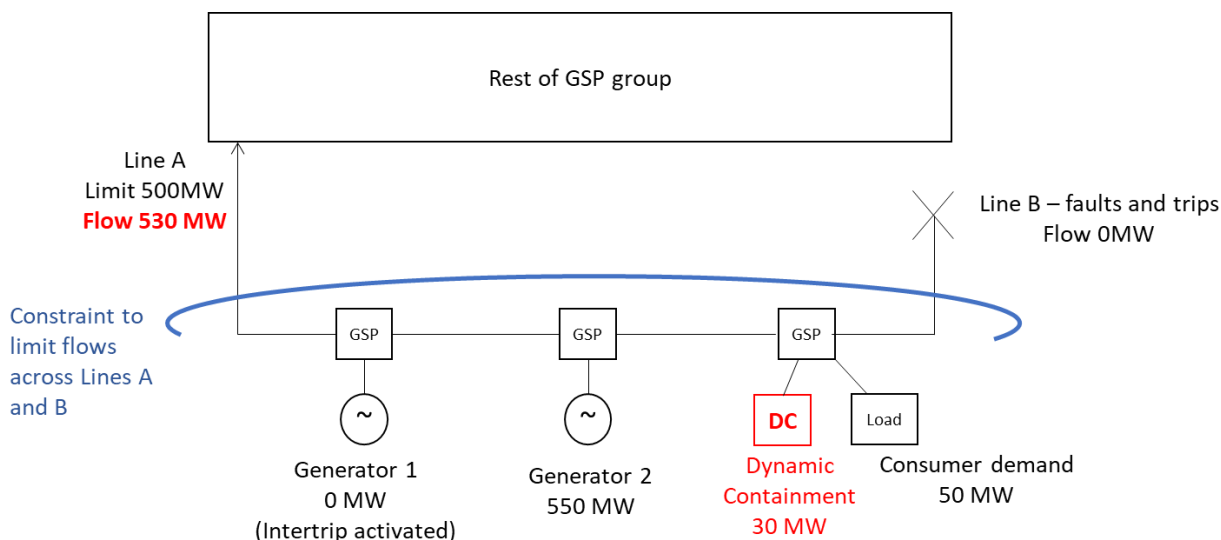 Rest of GSP group
Line A
Limit 500MW
Flow 530 MW
Line B – faults and trips
Flow 0MW
Constraint to
limit flows
across Lines A
and B
GSP
GSP
GSP
~
~
DC
Load
Generator 1
0 MW
(Intertrip activated)
Generator 2
550 MW
Dynamic
Containment
30 MW
Consumer demand
50 MW